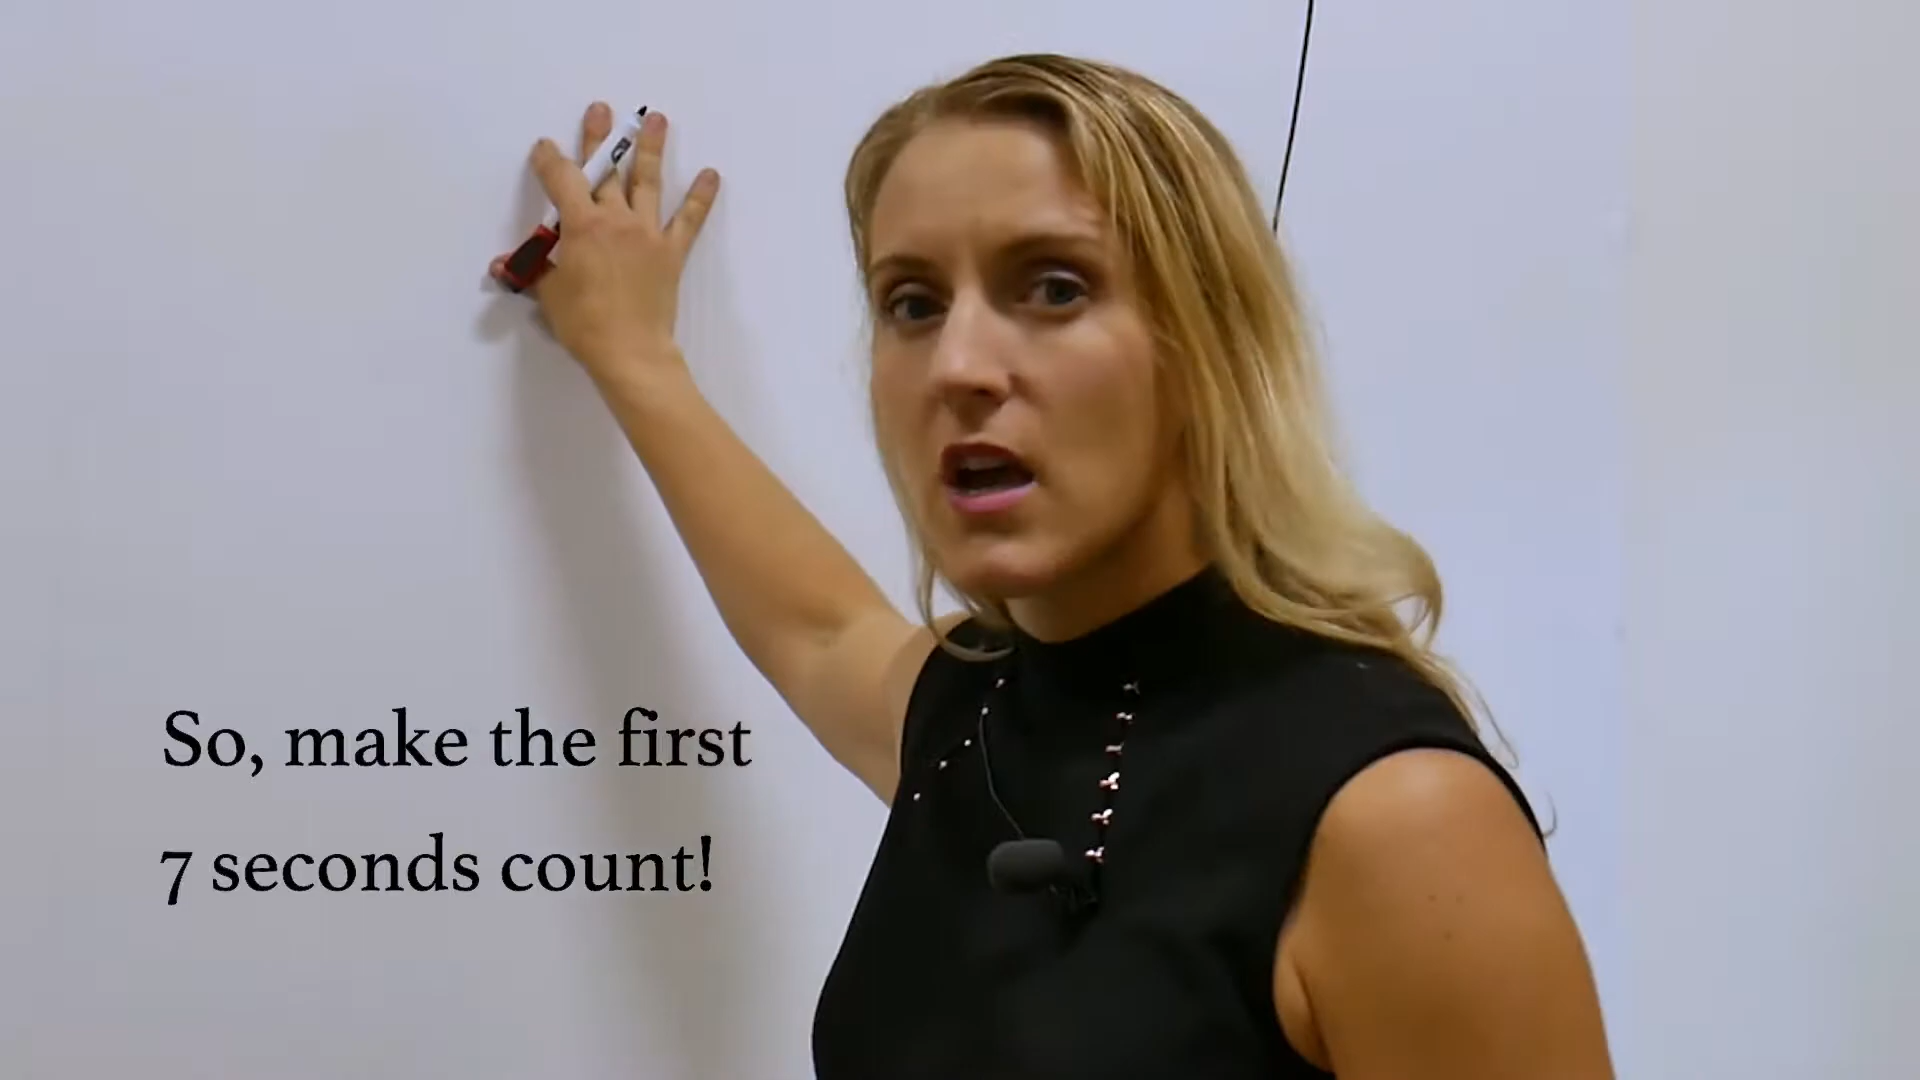 So, make the first
7 seconds count!